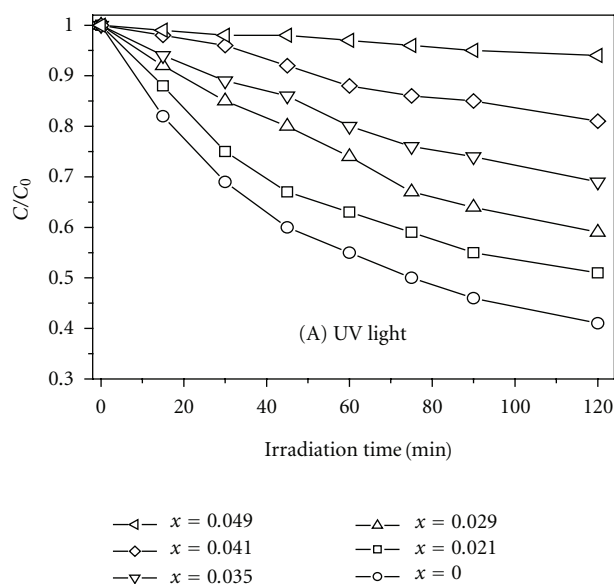 1
0.9
0.8
0.7
0.6
0.5
0.4
0.3
C/C₀
(A) UV light
0 20 40 60 80 100 120
Irradiation time (min)
x = 0.049
x = 0.041
x = 0.035
x = 0.029
x = 0.021
x = 0